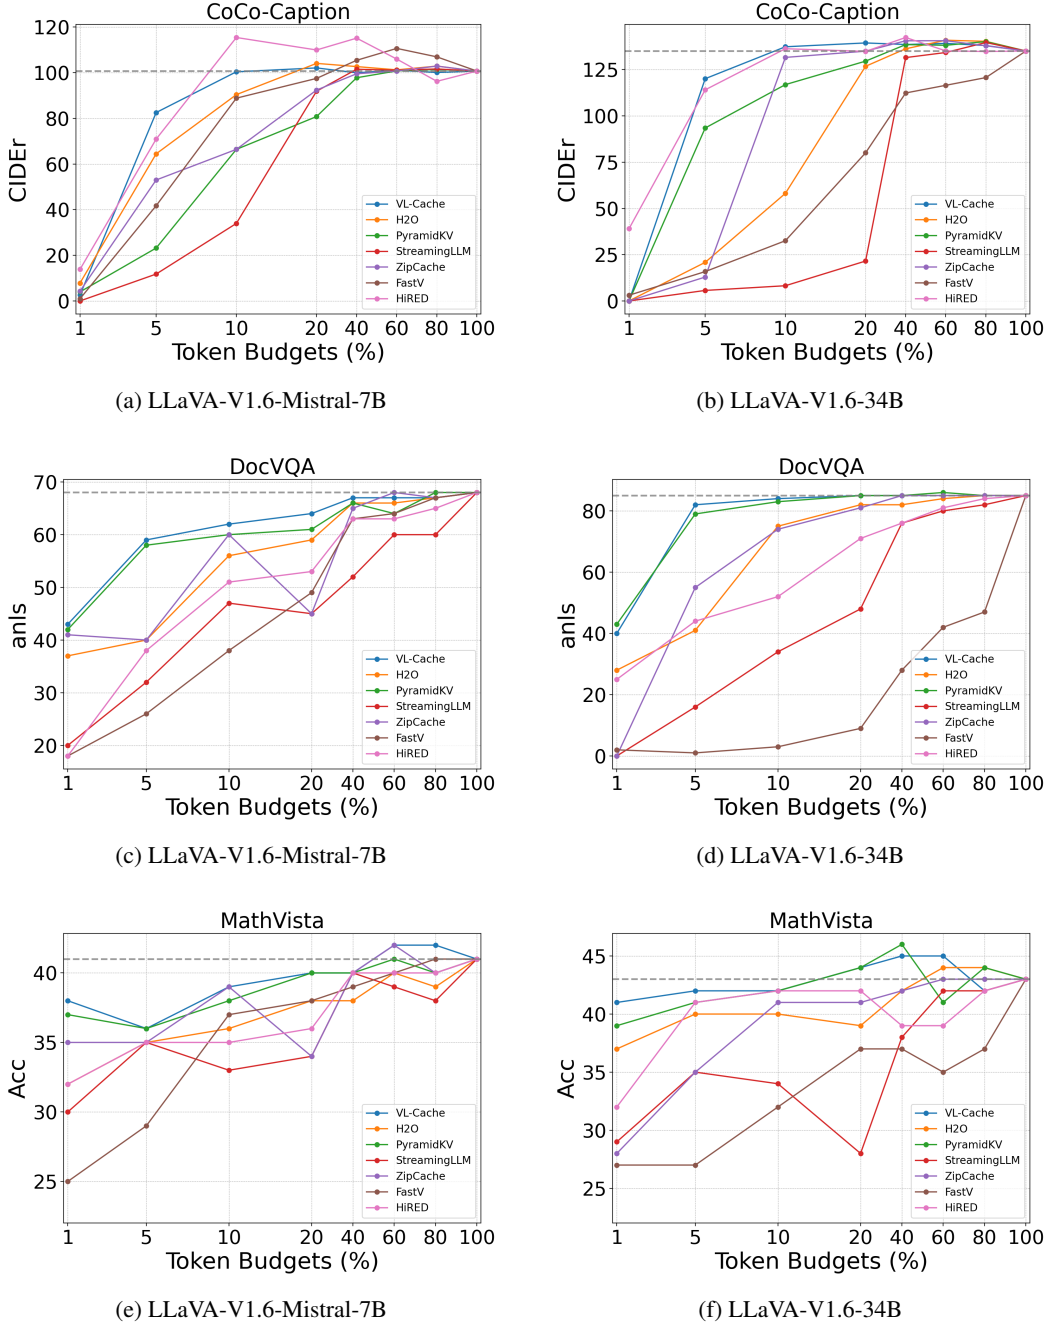 CoCo-Caption
120
100
80
60
40
20
0
CIDEr
VL-Cache
H2O
PyramidKV
StreamingLLM
ZipCache
FastV
HiRED
1 5 10 20 40 60 80 100
Token Budgets (%)
(a) LLaVA-V1.6-Mistral-7B
CoCo-Caption
125
100
75
50
25
0
CIDEr
VL-Cache
H2O
PyramidKV
StreamingLLM
ZipCache
FastV
HiRED
1 5 10 20 40 60 80 100
Token Budgets (%)
(b) LLaVA-V1.6-34B
DocVQA
70
60
50
40
30
20
anls
VL-Cache
H2O
PyramidKV
StreamingLLM
ZipCache
FastV
HiRED
1 5 10 20 40 60 80 100
Token Budgets (%)
(c) LLaVA-V1.6-Mistral-7B
DocVQA
80
60
40
20
0
anls
VL-Cache
H2O
PyramidKV
StreamingLLM
ZipCache
FastV
HiRED
1 5 10 20 40 60 80 100
Token Budgets (%)
(d) LLaVA-V1.6-34B
MathVista
40
35
30
25
Acc
VL-Cache
H2O
PyramidKV
StreamingLLM
ZipCache
FastV
HiRED
1 5 10 20 40 60 80 100
Token Budgets (%)
(e) LLaVA-V1.6-Mistral-7B
MathVista
45
40
35
30
25
Acc
VL-Cache
H2O
PyramidKV
StreamingLLM
ZipCache
FastV
HiRED
1 5 10 20 40 60 80 100
Token Budgets (%)
(f) LLaVA-V1.6-34B